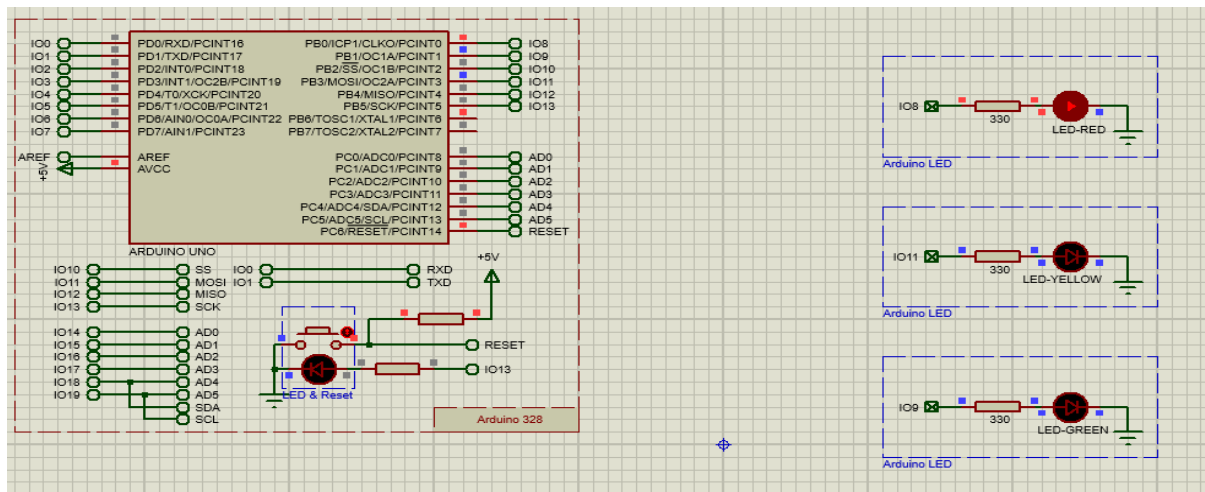 IO0 PD0/RXD/PCINT16 PB0/ICP1/CLKO/PCINT0 IO8
IO1 PD1/TXD/PCINT17 PB1/OC1A/PCINT1 IO9
IO2 PD2/INT0/PCINT18 PB2/SS/OC1B/PCINT2 IO10
IO3 PD3/INT1/OC2B/PCINT19 PB3/MOSI/OC2A/PCINT3 IO11
IO4 PD4/T0/XCK/PCINT20 PB4/MISO/PCINT4 IO12
IO5 PD5/T1/OC0B/PCINT21 PB5/SCK/PCINT5 IO13
IO6 PD6/AIN0/OC0A/PCINT22 PB6/TOSC1/XTAL1/PCINT6
IO7 PD7/AIN1/PCINT23 PB7/TOSC2/XTAL2/PCINT7
AREF AREF PC0/ADC0/PCINT8 AD0
+5V AVCC PC1/ADC1/PCINT9 AD1
PC2/ADC2/PCINT10 AD2
PC3/ADC3/PCINT11 AD3
PC4/ADC4/SDA/PCINT12 AD4
PC5/ADC5/SCL/PCINT13 AD5
PC6/RESET/PCINT14 RESET
ARDUINO UNO
IO10 SS IO0 RXD
IO11 MOSI IO1 TXD
IO12 MISO
IO13 SCK
+5V
IO14 AD0
IO15 AD1 RESET
IO16 AD2
IO17 AD3 IO13
IO18 AD4
IO19 AD5
SDA
SCL
LED & Reset
Arduino 328
IO8 330 LED-RED
Arduino LED
IO11 330 LED-YELLOW
Arduino LED
IO9 330 LED-GREEN
Arduino LED